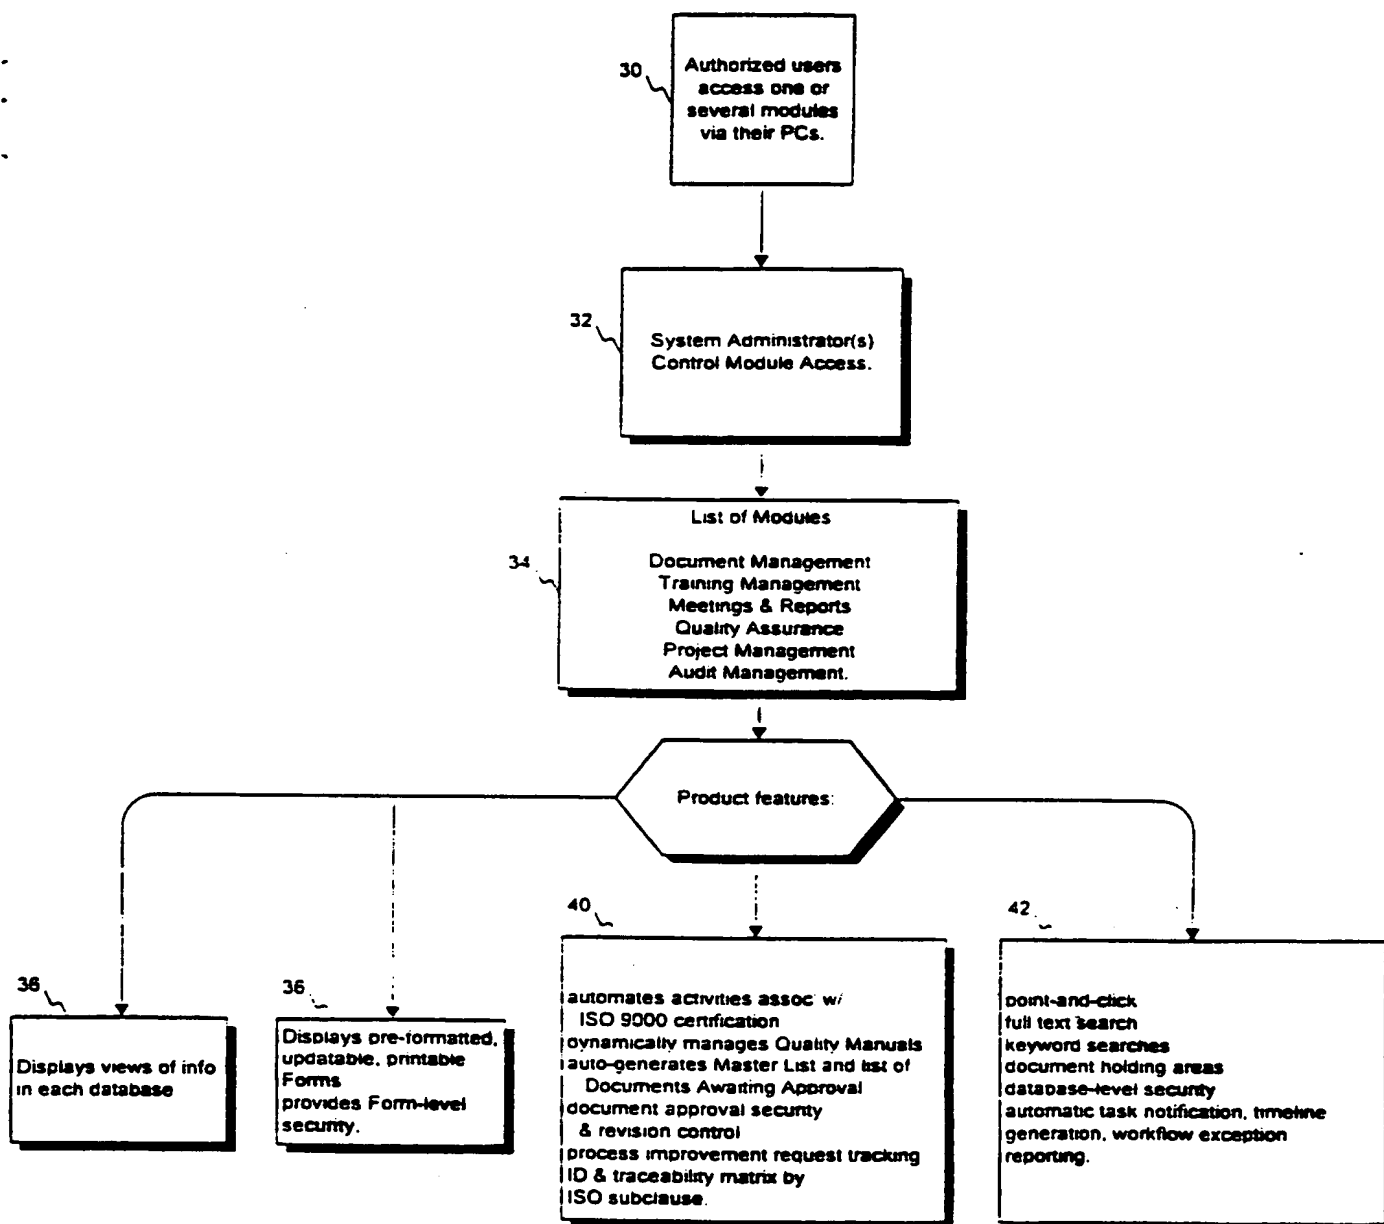 30
Authorized users
access one or
several modules
via their PCs.
32
System Administrator(s)
Control Module Access.
34
List of Modules
Document Management
Training Management
Meetings & Reports
Quality Assurance
Project Management
Audit Management.
Product features:
36
Displays views of info
in each database
36
Displays pre-formatted,
updatable, printable
Forms
provides Form-level
security.
40
automates activities assoc w/
ISO 9000 certification
dynamically manages Quality Manuals
auto-generates Master List and list of
Documents Awaiting Approval
document approval security
& revision control
process improvement request tracking
ID & traceability matrix by
ISO subclause.
42
point-and-click
full text search
keyword searches
document holding areas
database-level security
automatic task notification, timeline
generation, workflow exception
reporting.